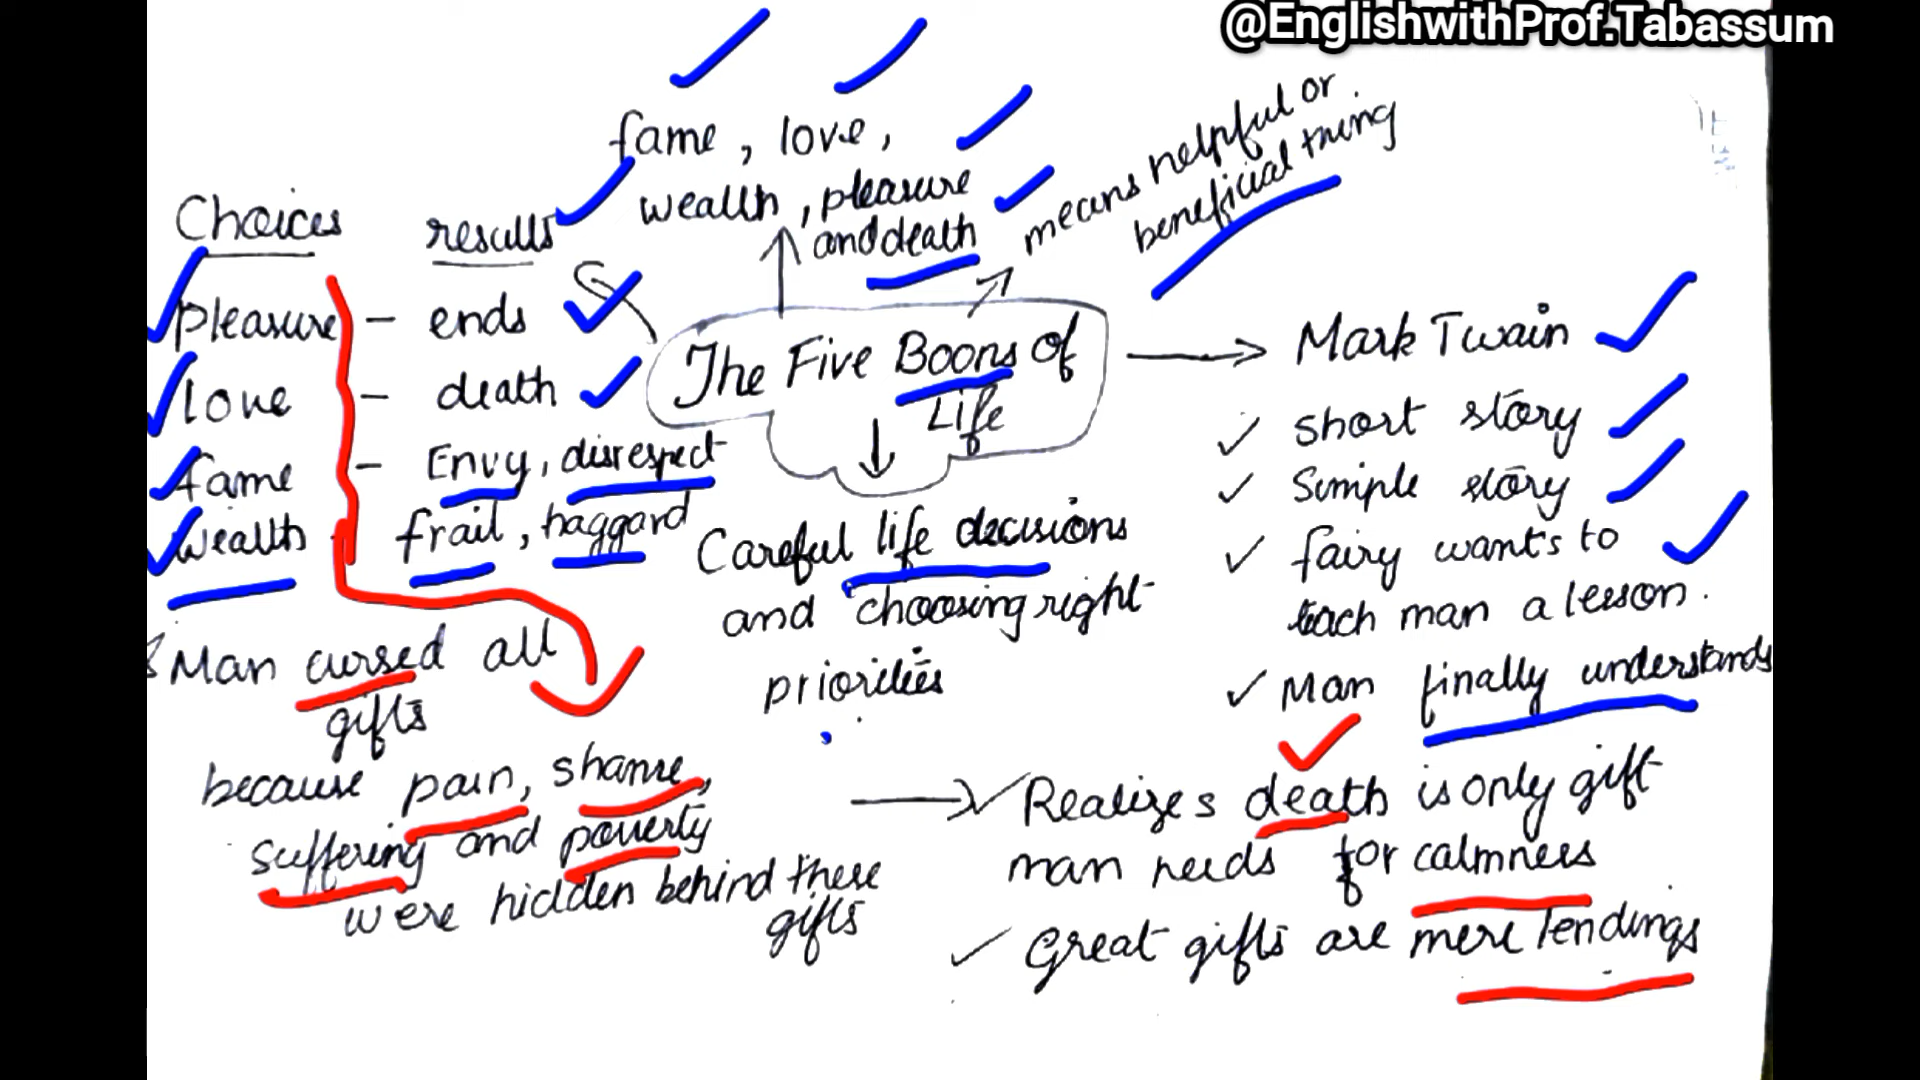 @EnglishwithProf.Tabassum
fame, love,
wealth, pleasure
and death
means helpful or
beneficial thing
Choices results
pleasure - ends
love - death
fame - Envy, disrespect
wealth - frail, haggard
Man cursed all
gifts
because pain, shame,
suffering and poverty
were hidden behind these
gifts
The Five Boons of
Life
Careful life decisions
and choosing right
priorities
Mark Twain
✓ short story
✓ Simple story
✓ fairy wants to
teach man a lesson.
✓ Man finally understands
→ ✓ Realizes death is only gift
man needs for calmness
✓ Great gifts are mere lendings